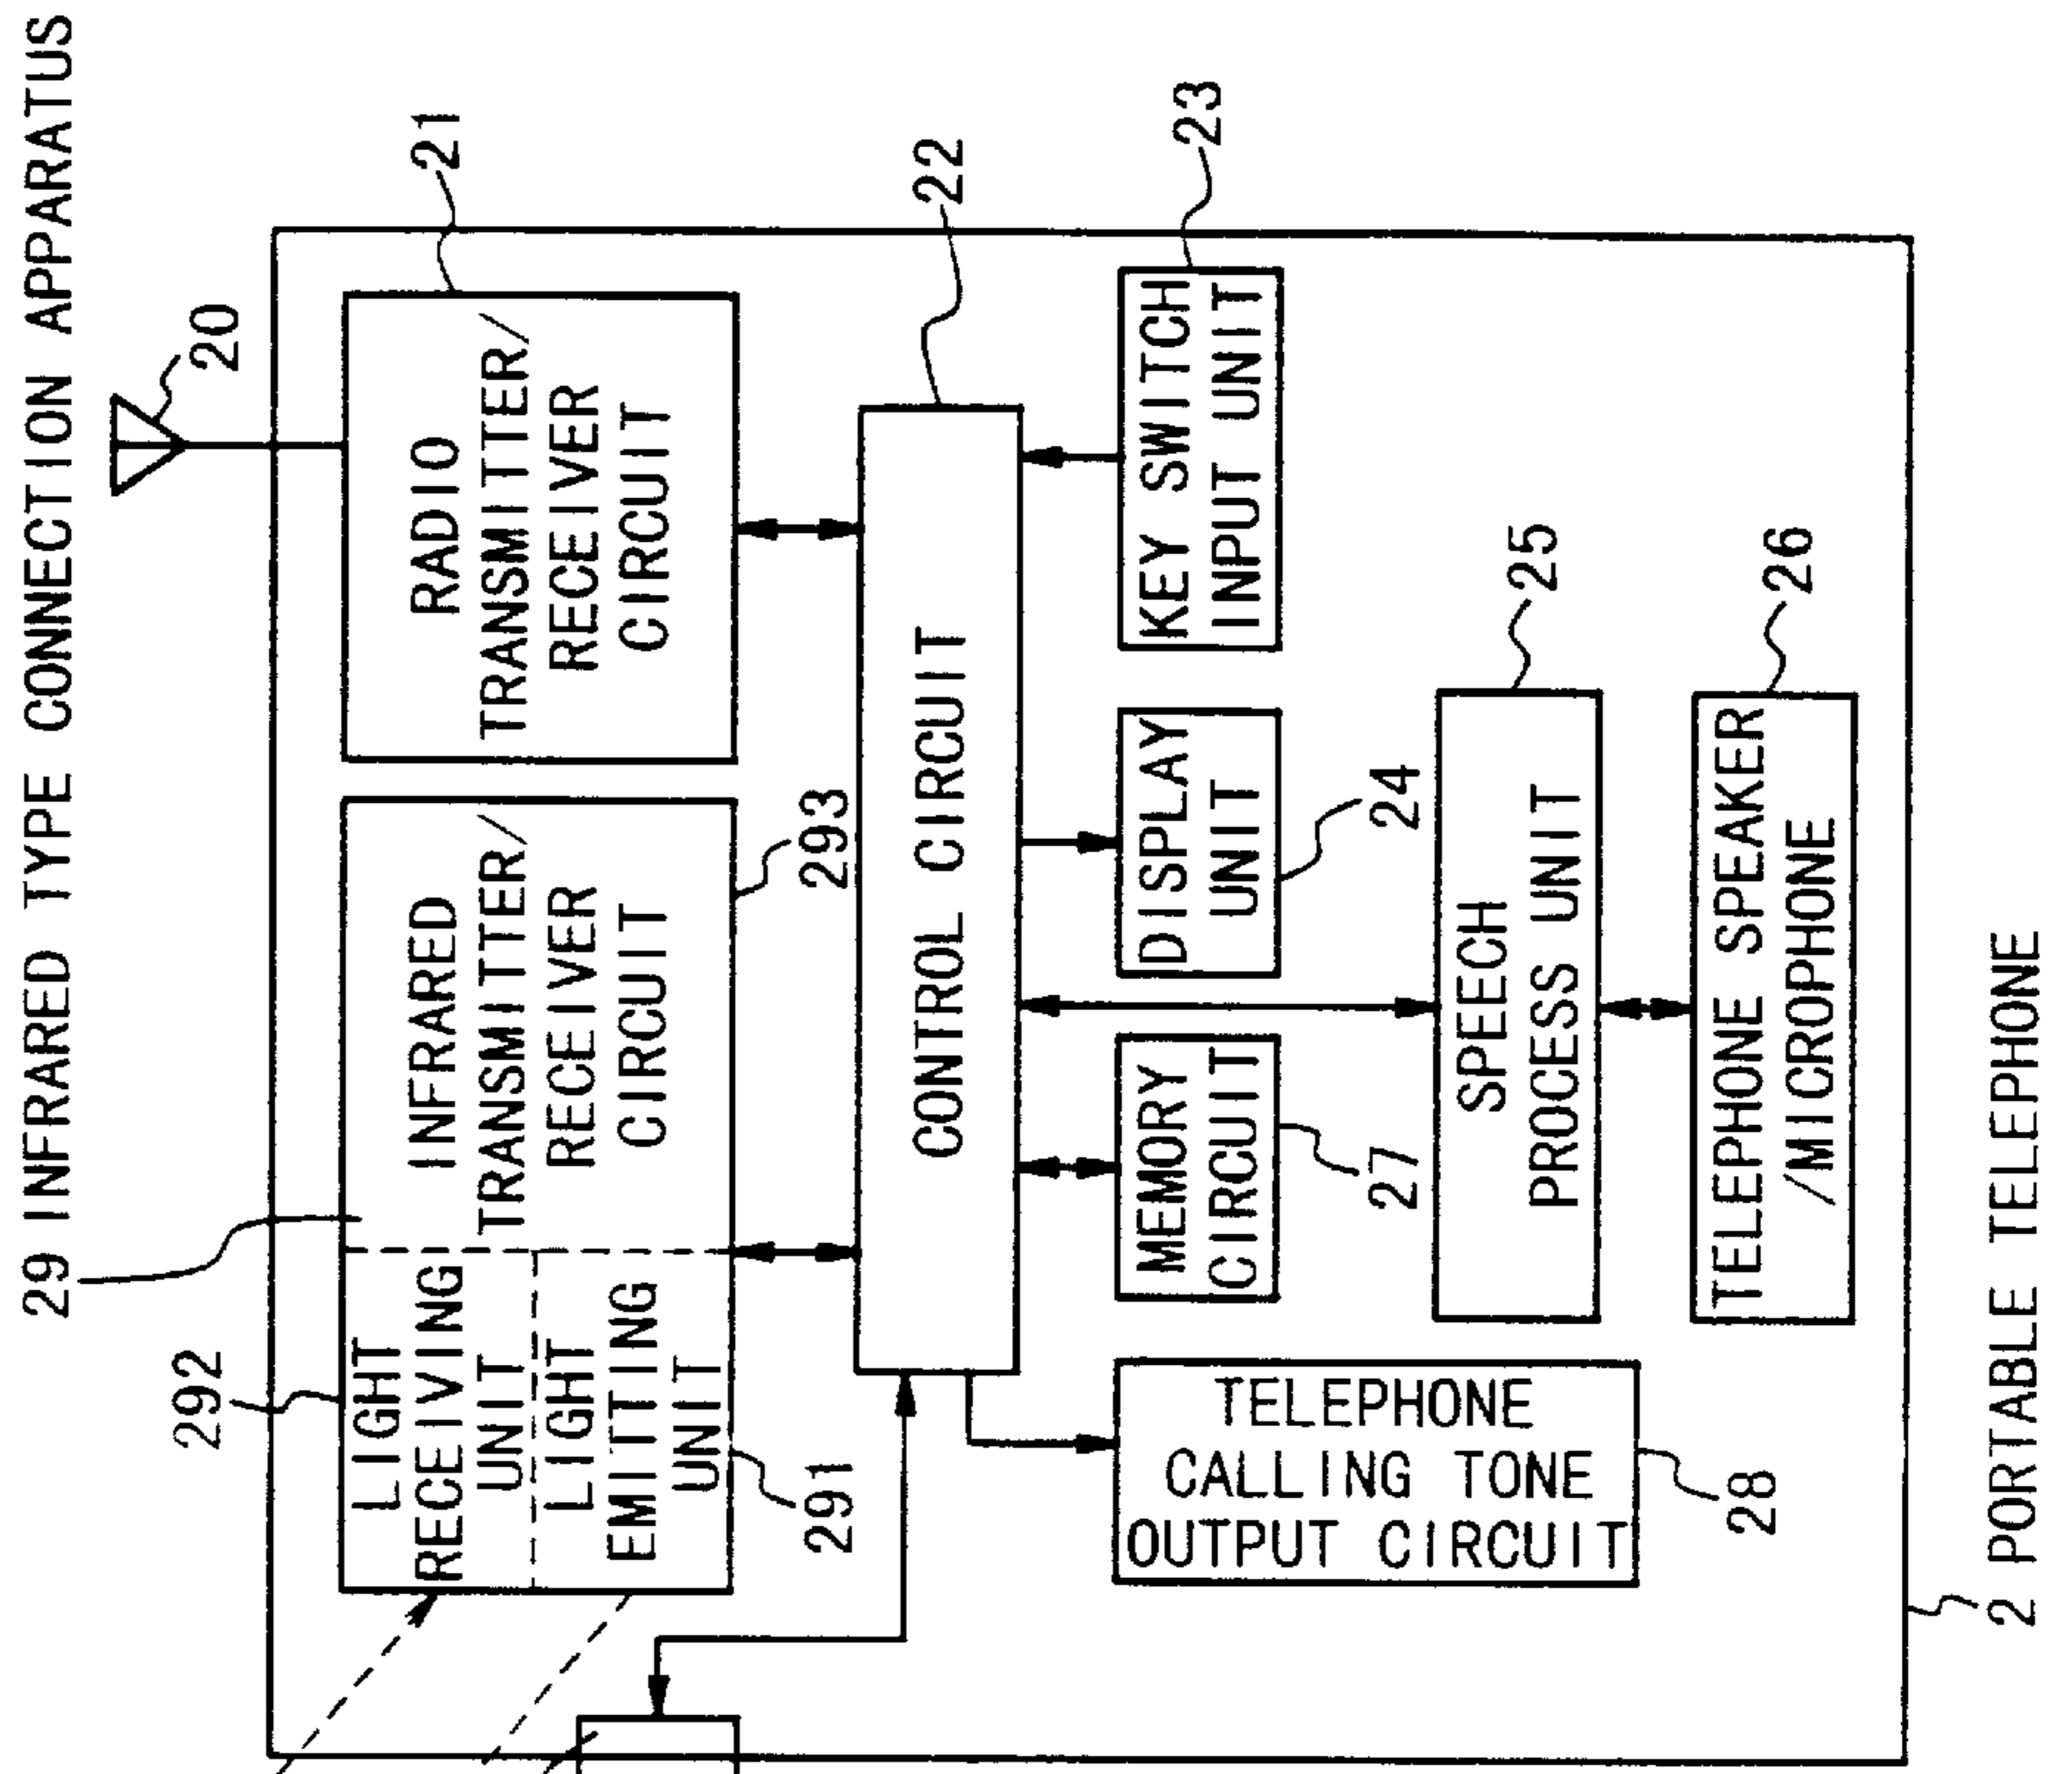 29 INFRARED TYPE CONNECTION APPARATUS
20
292
LIGHT
RECEIVING
UNIT
LIGHT
EMITTING
UNIT
291
INFRARED
TRANSMITTER/
RECEIVER
CIRCUIT
293
RADIO
TRANSMITTER/
RECEIVER
CIRCUIT
21
CONTROL CIRCUIT
22
TELEPHONE
CALLING TONE
OUTPUT CIRCUIT
28
MEMORY
CIRCUIT
27
DISPLAY
UNIT
24
KEY SWITCH
INPUT UNIT
23
SPEECH
PROCESS UNIT
25
TELEPHONE SPEAKER
/MICROPHONE
26
2 PORTABLE TELEPHONE